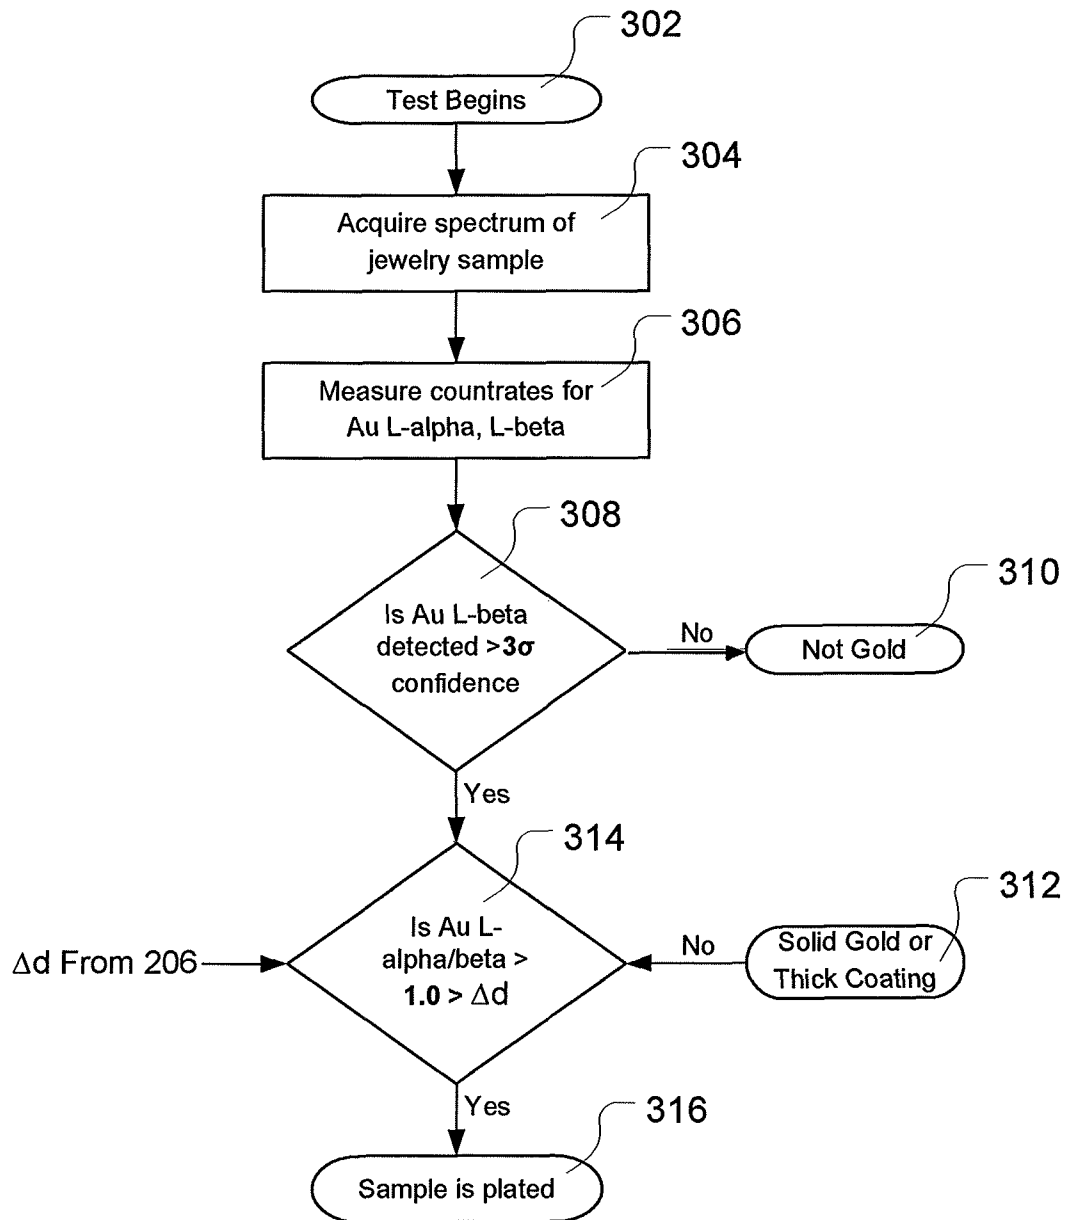 302
Test Begins
304
Acquire spectrum of
jewelry sample
306
Measure countrates for
Au L-alpha, L-beta
308
Is Au L-beta
detected >3σ
confidence
No
310
Not Gold
Yes
314
Is Au L-
alpha/beta >
1.0 > Δd
Δd From 206
No
312
Solid Gold or
Thick Coating
Yes
316
Sample is plated